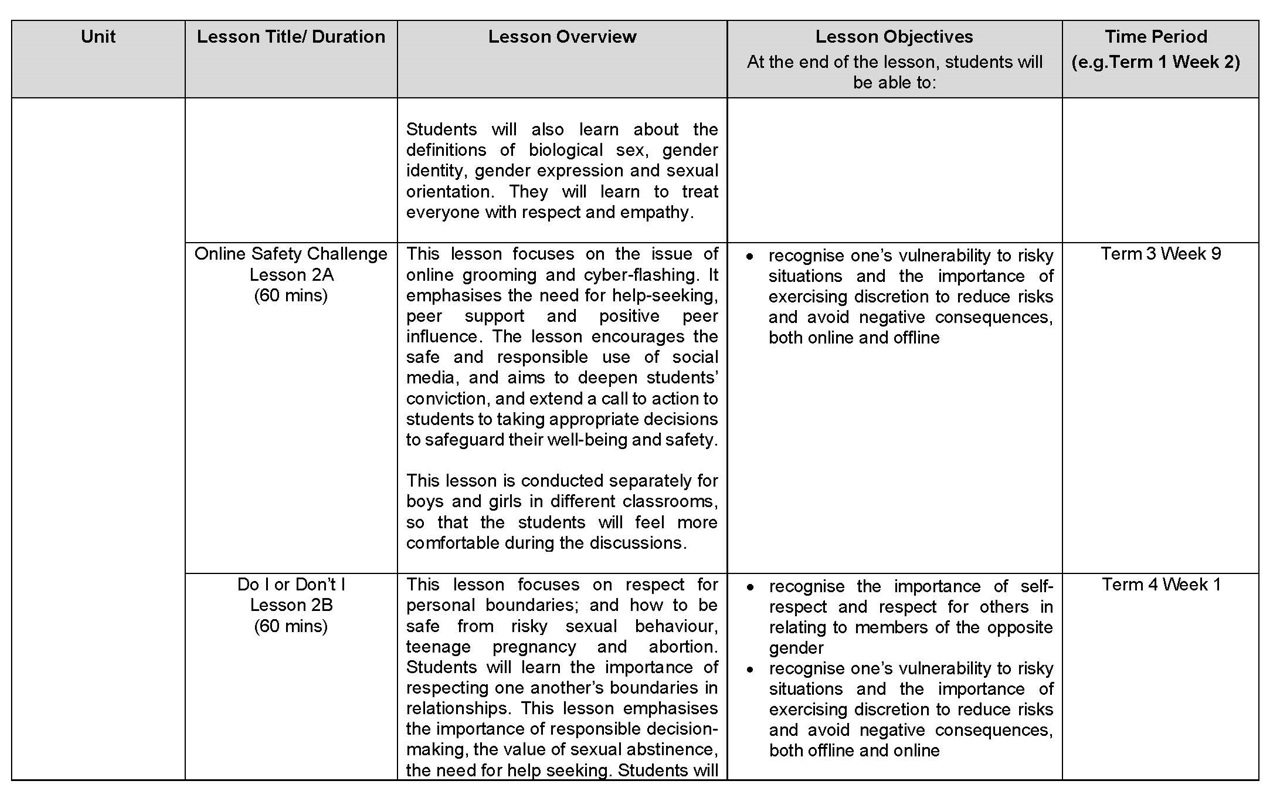 Unit
Lesson Title/ Duration
Lesson Overview
Lesson Objectives
At the end of the lesson, students will
be able to:
Time Period
(e.g.Term 1 Week 2)
Students will also learn about the
definitions of biological sex, gender
identity, gender expression and sexual
orientation. They will learn to treat
everyone with respect and empathy.
Online Safety Challenge
Lesson 2A
(60 mins)
This lesson focuses on the issue of
online grooming and cyber-flashing. It
emphasises the need for help-seeking,
peer support and positive peer
influence. The lesson encourages the
safe and responsible use of social
media, and aims to deepen students’
conviction, and extend a call to action to
students to taking appropriate decisions
to safeguard their well-being and safety.
This lesson is conducted separately for
boys and girls in different classrooms,
so that the students will feel more
comfortable during the discussions.
• recognise one’s vulnerability to risky
situations and the importance of
exercising discretion to reduce risks
and avoid negative consequences,
both online and offline
Term 3 Week 9
Do I or Don’t I
Lesson 2B
(60 mins)
This lesson focuses on respect for
personal boundaries; and how to be
safe from risky sexual behaviour,
teenage pregnancy and abortion.
Students will learn the importance of
respecting one another’s boundaries in
relationships. This lesson emphasises
the importance of responsible decision-
making, the value of sexual abstinence,
the need for help seeking. Students will
• recognise the importance of self-
respect and respect for others in
relating to members of the opposite
gender
• recognise one’s vulnerability to risky
situations and the importance of
exercising discretion to reduce risks
and avoid negative consequences,
both offline and online
Term 4 Week 1